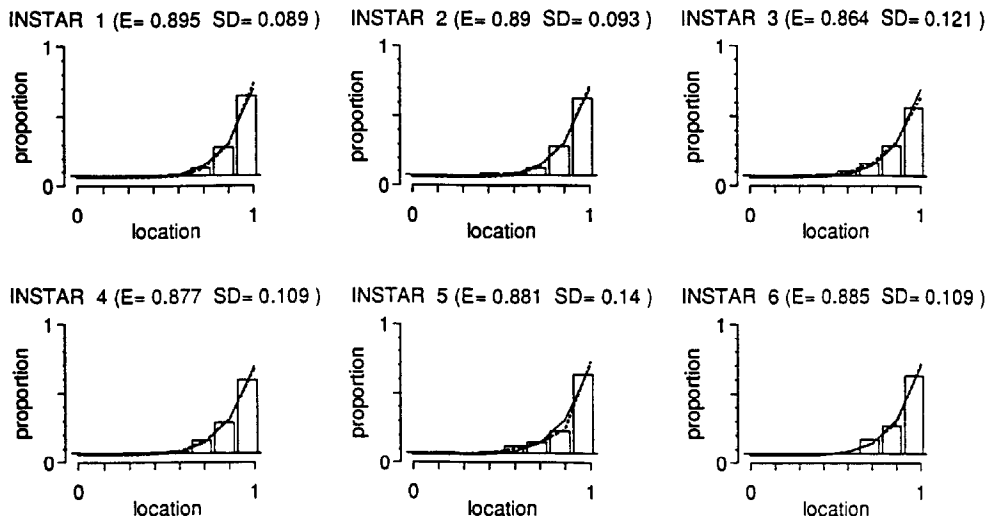 INSTAR 1 (E= 0.895 SD= 0.089 )
INSTAR 2 (E= 0.89 SD= 0.093 )
INSTAR 3 (E= 0.864 SD= 0.121 )
1
1
1
proportion
proportion
proportion
0
0
0
0 1
0 1
0 1
location
location
location
INSTAR 4 (E= 0.877 SD= 0.109 )
INSTAR 5 (E= 0.881 SD= 0.14 )
INSTAR 6 (E= 0.885 SD= 0.109 )
1
1
1
proportion
proportion
proportion
0
0
0
0 1
0 1
0 1
location
location
location